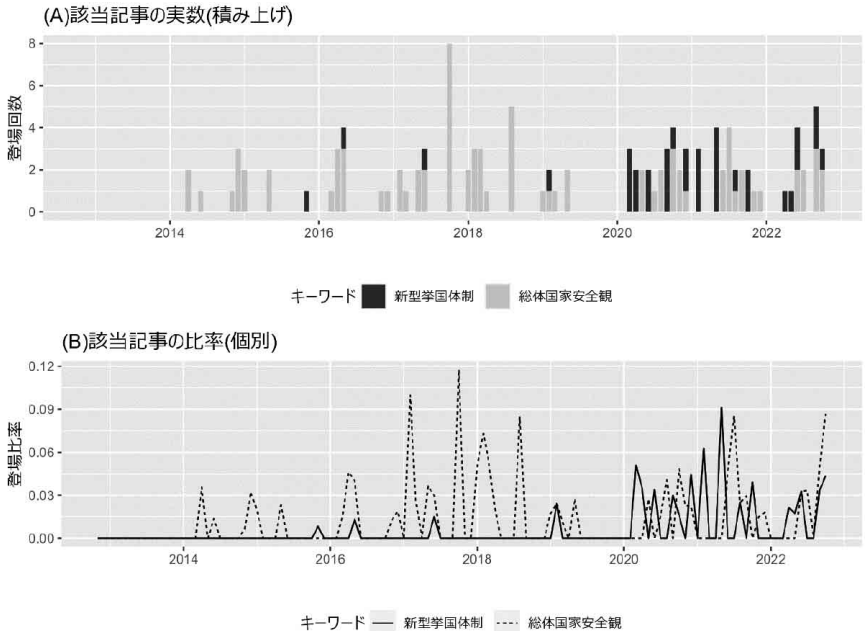 (A)該当記事の実数(積み上げ)
登場回数
8
6
4
2
0
2014 2016 2018 2020 2022
キーワード 新型挙国体制 総体国家安全観
(B)該当記事の比率(個別)
登場比率
0.12
0.09
0.06
0.03
0.00
2014 2016 2018 2020 2022
キーワード 新型挙国体制 総体国家安全観